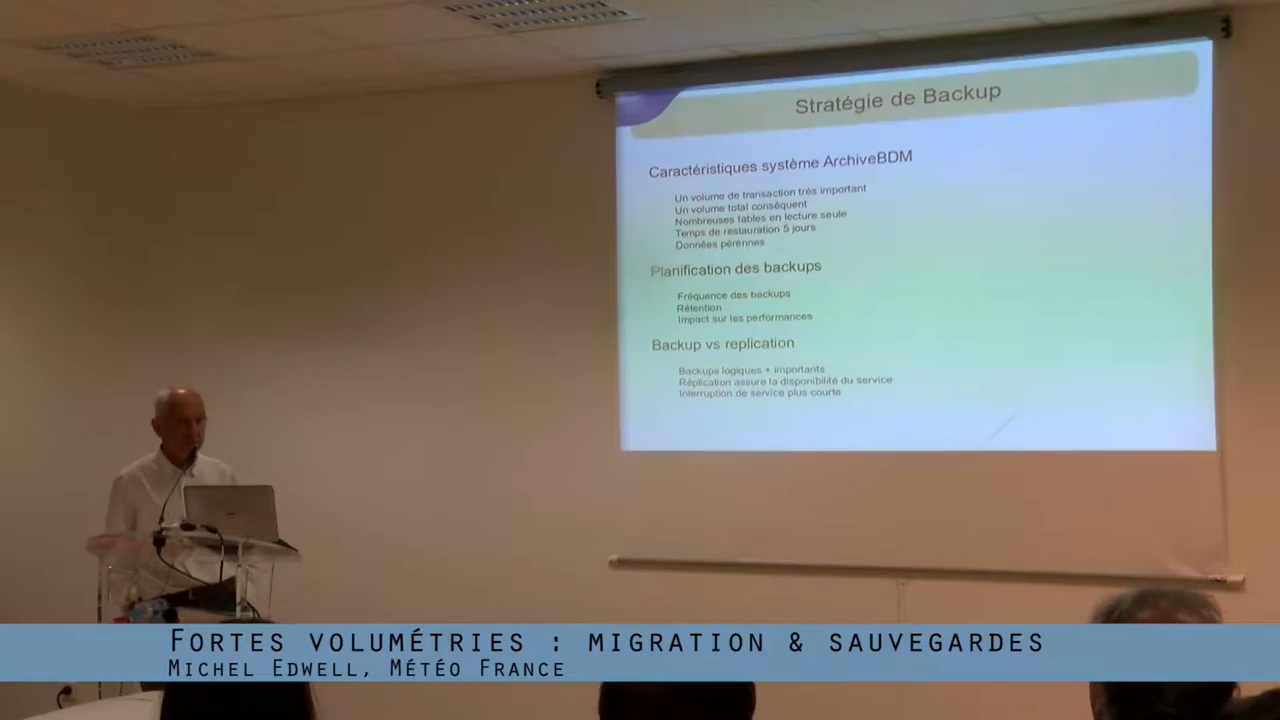 Stratégie de Backup
Caractéristiques système ArchiveBDM
Un volume de transaction très important
Un volume total conséquent
Nombreuses tables en lecture seule
Temps de restauration 5 jours
Données pérennes
Planification des backups
Fréquence des backups
Rétention
Impact sur les performances
Backup vs replication
Backups logiques + importants
Réplication assure la disponibilité du service
Interruption de service plus courte
FORTES VOLUMÉTRIES : MIGRATION & SAUVEGARDES
MICHEL EDWELL, MÉTÉO FRANCE